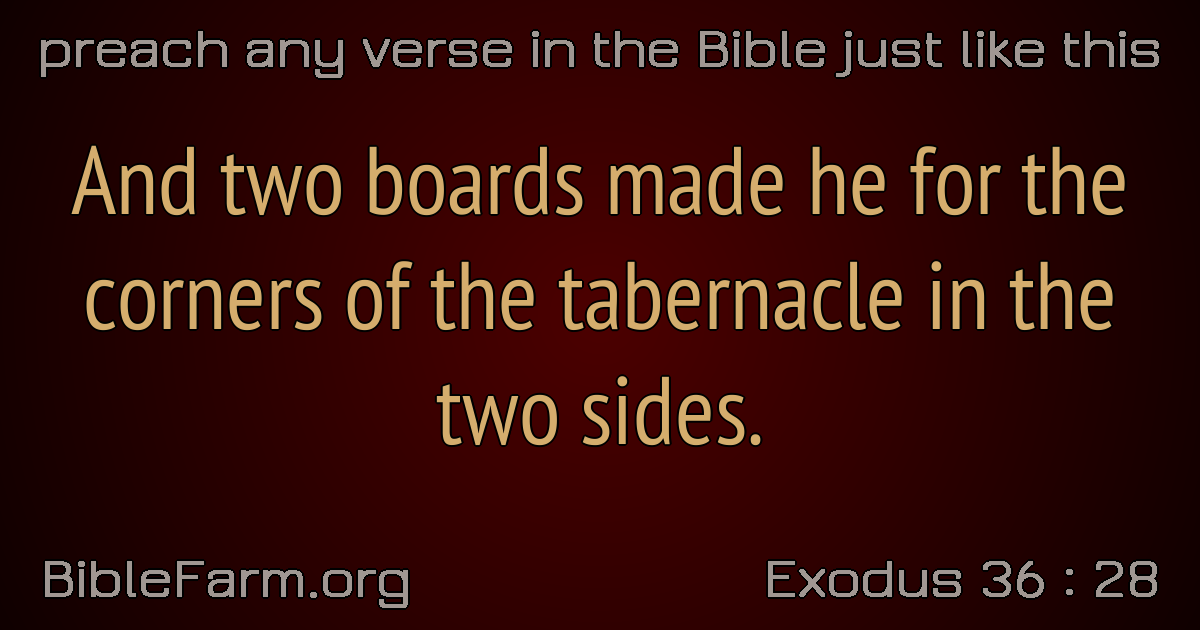 preach any verse in the Bible just like this
And two boards made he for the
corners of the tabernacle in the
two sides.
BibleFarm.org
Exodus 36 : 28